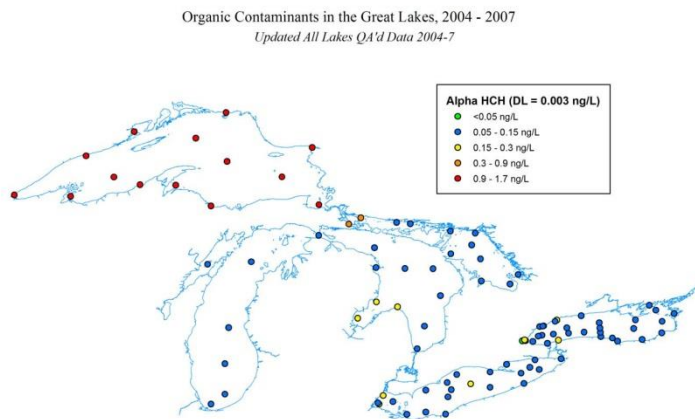 Organic Contaminants in the Great Lakes, 2004 - 2007
Updated All Lakes QA'd Data 2004-7
Alpha HCH (DL = 0.003 ng/L)
<0.05 ng/L
0.05 - 0.15 ng/L
0.15 - 0.3 ng/L
0.3 - 0.9 ng/L
0.9 - 1.7 ng/L